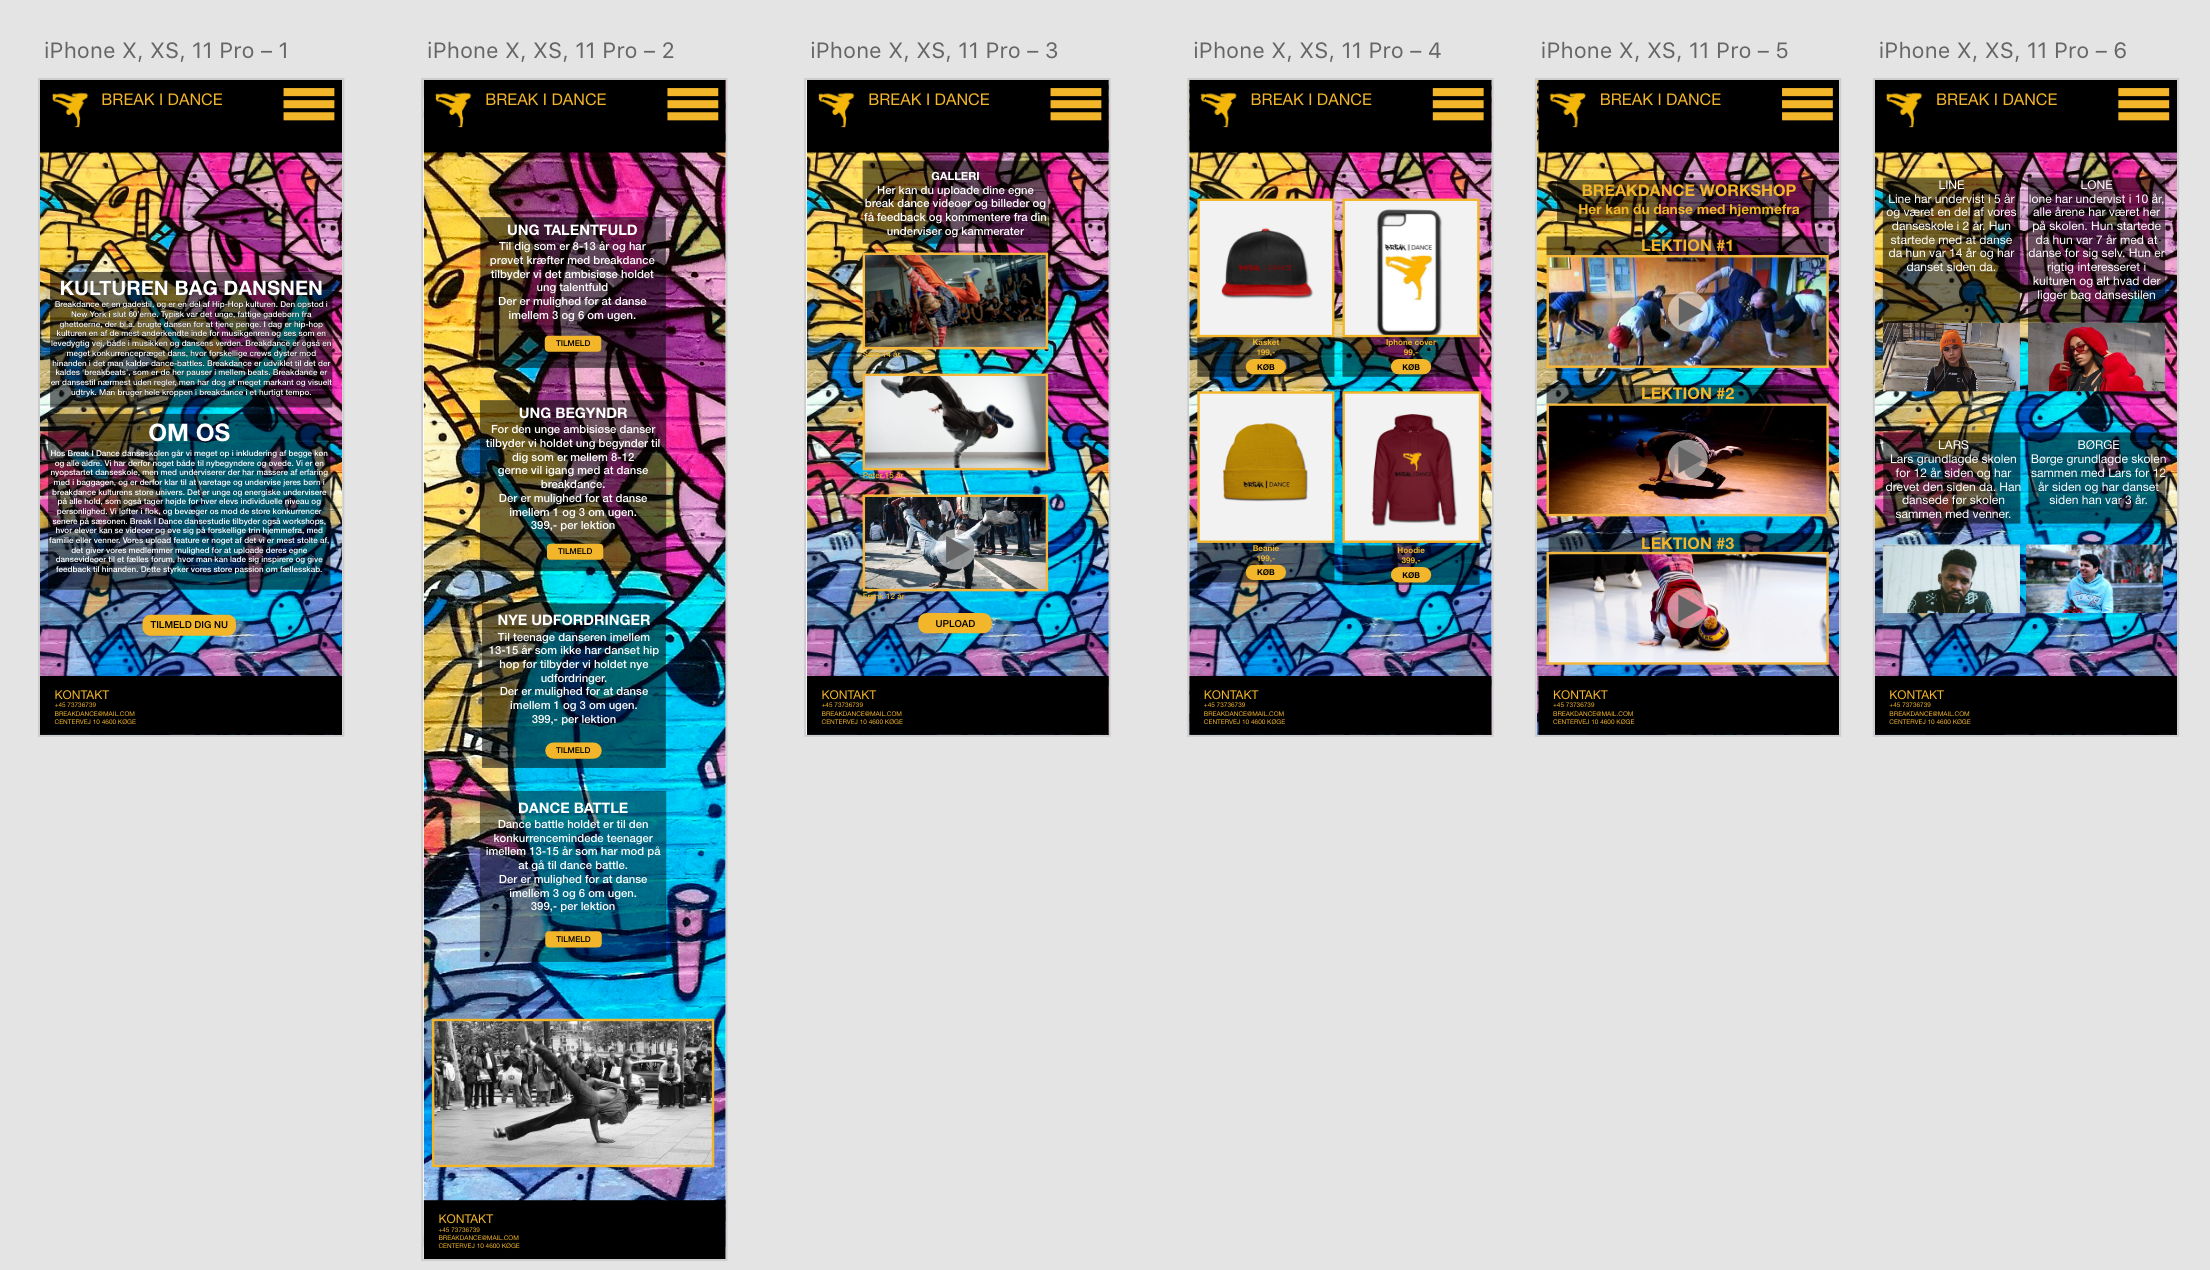 iPhone X, XS, 11 Pro – 1
BREAK I DANCE
KULTUREN BAG DANSNEN
Breakdance er en gadestil, og er en del af Hip-Hop kulturen. Den opstod i
New York i slut 60'erne. Typisk var det unge, fattige gadebørn fra
ghettoerne, der bl.a. brugte dansen for at tjene penge. I dag er hip-hop
kulturen en af de mest anderkendte inde for musikgenren og ses som en
levedygtig vej, både i musikken og dansens verden. Breakdance er også en
meget konkurrencepræget dans, hvor forskellige crews dyster mod
hinanden i det man kalder dance-battles. Breakdance er udviklet til det der
kaldes 'breakbeats', som er de her pauser i mellem beats. Breakdance er
en dansestil nærmest uden regler, men har dog et meget markant og visuelt
udtryk. Man bruger hele kroppen i breakdance i et hurtigt tempo.
OM OS
Hos Break I Dance danseskolen går vi meget op i inkludering af begge køn
og alle aldre. Vi har derfor noget både til nybegyndere og øvede. Vi er en
nyopstartet danseskole, men med underviserer der har massere af erfaring
med i baggagen, og er derfor klar til at varetage og undervise jeres børn i
breakdance kulturens store univers. Det er unge og energiske undervisere
på alle hold, som også tager højde for hver elevs individuelle niveau og
personlighed. Vi løfter i flok, og bevæger os mod de store konkurrencer
senere på sæsonen. Break I Dance dansestudie tilbyder også workshops,
hvor elever kan se videoer og øve sig på forskellige trin hjemmefra, med
familie eller venner. Vores upload feature er noget af det vi er mest stolte af,
det giver vores medlemmer mulighed for at uploade deres egne
dansevideoer til et fælles forum, hvor man kan lade sig inspirere og give
feedback til hinanden. Dette styrker vores store passion om fællesskab.
TILMELD DIG NU
KONTAKT
+45 73736739
BREAKDANCE@MAIL.COM
CENTERVEJ 10 4600 KØGE
iPhone X, XS, 11 Pro – 2
BREAK I DANCE
UNG TALENTFULD
Til dig som er 8-13 år og har
prøvet kræfter med breakdance
tilbyder vi det ambisiøse holdet
ung talentfuld
Der er mulighed for at danse
imellem 3 og 6 om ugen.
TILMELD
UNG BEGYNDR
For den unge ambisiøse danser
tilbyder vi holdet ung begynder til
dig som er mellem 8-12
gerne vil igang med at danse
breakdance.
Der er mulighed for at danse
imellem 1 og 3 om ugen.
399,- per lektion
TILMELD
NYE UDFORDRINGER
Til teenage danseren imellem
13-15 år som ikke har danset hip
hop før tilbyder vi holdet nye
udfordringer.
Der er mulighed for at danse
imellem 1 og 3 om ugen.
399,- per lektion
TILMELD
DANCE BATTLE
Dance battle holdet er til den
konkurrencemindede teenager
imellem 13-15 år som har mod på
at gå til dance battle.
Der er mulighed for at danse
imellem 3 og 6 om ugen.
399,- per lektion
TILMELD
KONTAKT
+45 73736739
BREAKDANCE@MAIL.COM
CENTERVEJ 10 4600 KØGE
iPhone X, XS, 11 Pro – 3
BREAK I DANCE
GALLERI
Her kan du uploade dine egne
break dance videoer og billeder og
få feedback og kommentere fra din
underviser og kammerater
14 år
Peter, 15 år
12 år
UPLOAD
KONTAKT
+45 73736739
BREAKDANCE@MAIL.COM
CENTERVEJ 10 4600 KØGE
iPhone X, XS, 11 Pro – 4
BREAK I DANCE
BREAK | DANCE
BREAK | DANCE
Kasket
199,-
KØB
Iphone cover
99,-
KØB
BREAK | DANCE
BREAK | DANCE
Beanie
199,-
KØB
Hoodie
399,-
KØB
KONTAKT
+45 73736739
BREAKDANCE@MAIL.COM
CENTERVEJ 10 4600 KØGE
iPhone X, XS, 11 Pro – 5
BREAK I DANCE
BREAKDANCE WORKSHOP
Her kan du danse med hjemmefra
LEKTION #1
LEKTION #2
LEKTION #3
KONTAKT
+45 73736739
BREAKDANCE@MAIL.COM
CENTERVEJ 10 4600 KØGE
iPhone X, XS, 11 Pro – 6
BREAK I DANCE
LINE
Line har undervist i 5 år
og været en del af vores
danseskole i 2 år. Hun
startede med at danse
da hun var 14 år og har
danset siden da.
LONE
lone har undervist i 10 år,
alle årene har været her
på skolen. Hun startede
da hun var 7 år med at
danse for sig selv. Hun er
rigtig interesseret i
kulturen og alt hvad der
ligger bag dansestilen
LARS
Lars grundlagde skolen
for 12 år siden og har
drevet den siden da. Han
dansede før skolen
sammen med venner.
BØRGE
Børge grundlagde skolen
sammen med Lars for 12
år siden og har danset
siden han var 3 år.
KONTAKT
+45 73736739
BREAKDANCE@MAIL.COM
CENTERVEJ 10 4600 KØGE